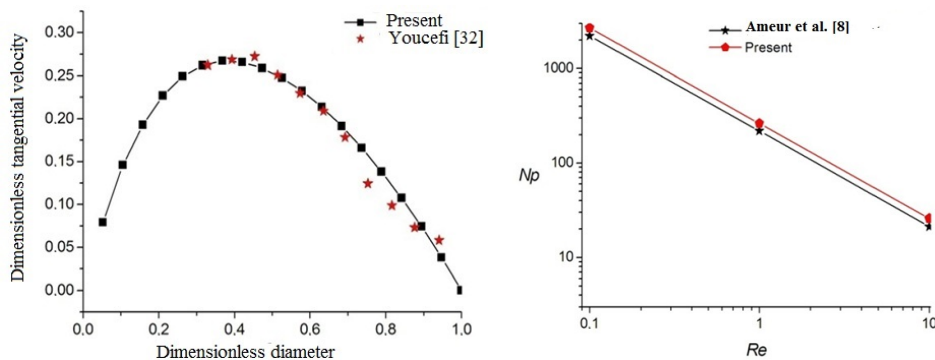 Dimensionless tangential velocity
0.30
0.25
0.20
0.15
0.10
0.05
0.00
Present
Youcefi [32]
0.0 0.2 0.4 0.6 0.8 1.0
Dimensionless diameter
Np
1000
100
10
Ameur et al. [8]
Present
0.1 1 10
Re